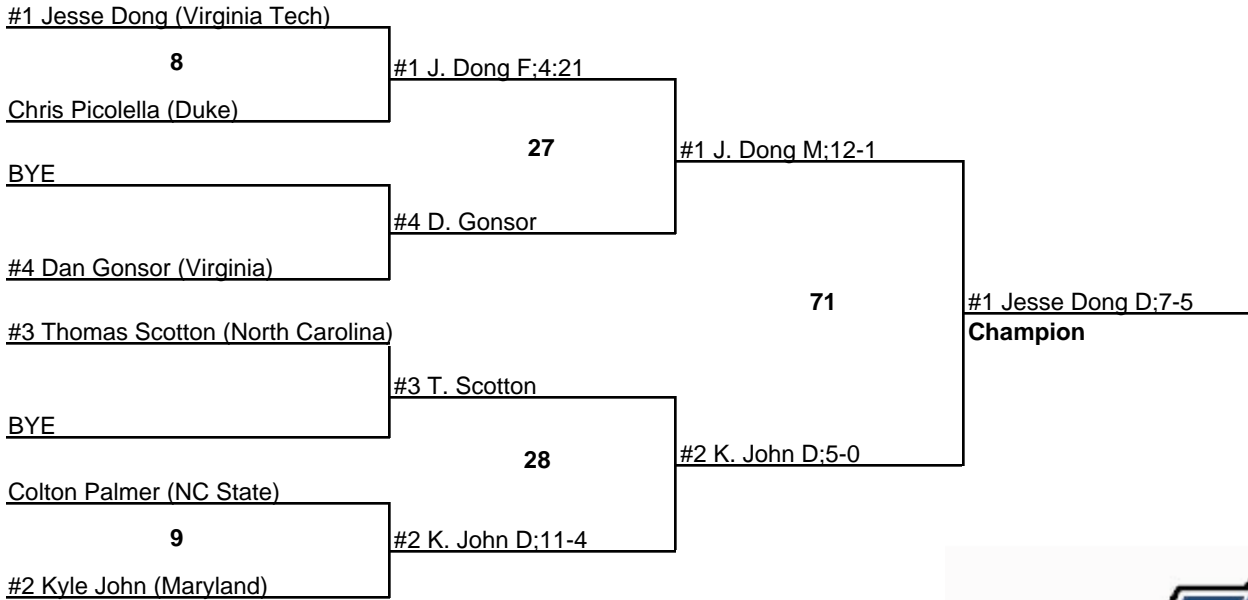 #1 Jesse Dong (Virginia Tech)
8
#1 J. Dong F;4:21
Chris Picolella (Duke)
27
#1 J. Dong M;12-1
BYE
#4 D. Gonsor
#4 Dan Gonsor (Virginia)
71
#1 Jesse Dong D;7-5
Champion
#3 Thomas Scotton (North Carolina)
#3 T. Scotton
BYE
28
#2 K. John D;5-0
Colton Palmer (NC State)
9
#2 K. John D;11-4
#2 Kyle John (Maryland)